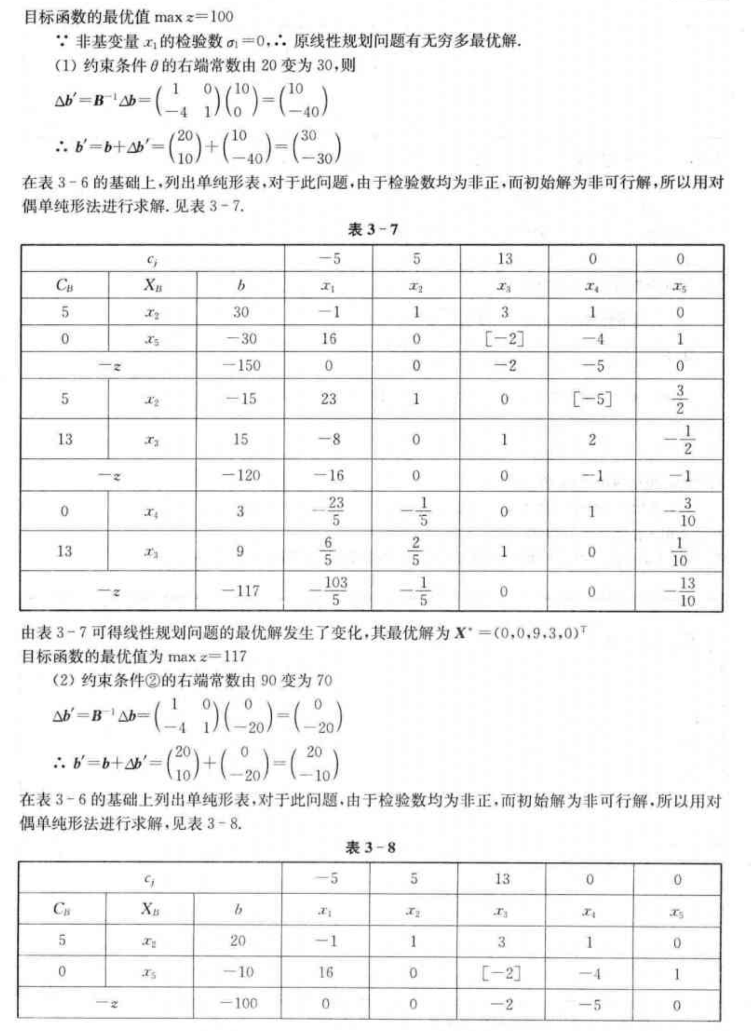 目标函数的最优值 max z=100
∵ 非基变量 x₁的检验数 σ₁=0,∴ 原线性规划问题有无穷多最优解.
(1) 约束条件θ的右端常数由 20 变为 30,则
Δb′=B⁻¹Δb=(1 0; -4 1)(10; 0)=(10; -40)
∴ b′=b+Δb′=(20; 10)+(10; -40)=(30; -30)
在表 3-6 的基础上,列出单纯形表,对于此问题,由于检验数均为非正,而初始解为非可行解,所以用对
偶单纯形法进行求解.见表 3-7.
表 3-7
cⱼ -5 5 13 0 0
C_B X_B b x₁ x₂ x₃ x₄ x₅
5 x₂ 30 -1 1 3 1 0
0 x₅ -30 16 0 [-2] -4 1
-z -150 0 0 -2 -5 0
5 x₂ -15 23 1 0 [-5] 3/2
13 x₃ 15 -8 0 1 2 -1/2
-z -120 -16 0 0 -1 -1
0 x₄ 3 -23/5 -1/5 0 1 -3/10
13 x₃ 9 6/5 2/5 1 0 1/10
-z -117 -103/5 -1/5 0 0 -13/10
由表 3-7 可得线性规划问题的最优解发生了变化,其最优解为 X*=(0,0,9,3,0)ᵀ
目标函数的最优值为 max z=117
(2) 约束条件②的右端常数由 90 变为 70
Δb′=B⁻¹Δb=(1 0; -4 1)(0; -20)=(0; -20)
∴ b′=b+Δb′=(20; 10)+(0; -20)=(20; -10)
在表 3-6 的基础上列出单纯形表,对于此问题,由于检验数均为非正,而初始解为非可行解,所以用对
偶单纯形法进行求解,见表 3-8.
表 3-8
cⱼ -5 5 13 0 0
C_B X_B b x₁ x₂ x₃ x₄ x₅
5 x₂ 20 -1 1 3 1 0
0 x₅ -10 16 0 [-2] -4 1
-z -100 0 0 -2 -5 0